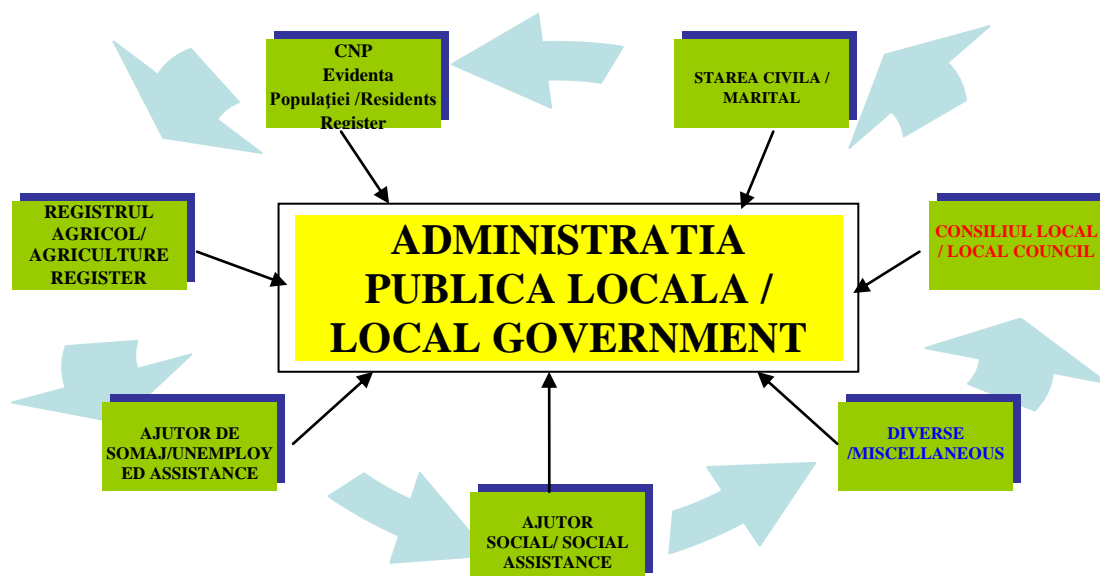 CNP
Evidenta
Populaţiei /Residents
Register
STAREA CIVILA /
MARITAL
REGISTRUL
AGRICOL/
AGRICULTURE
REGISTER
ADMINISTRATIA
PUBLICA LOCALA /
LOCAL GOVERNMENT
CONSILIUL LOCAL
/ LOCAL COUNCIL
AJUTOR DE
SOMAJ/UNEMPLOY
ED ASSISTANCE
AJUTOR
SOCIAL/ SOCIAL
ASSISTANCE
DIVERSE
/MISCELLANEOUS